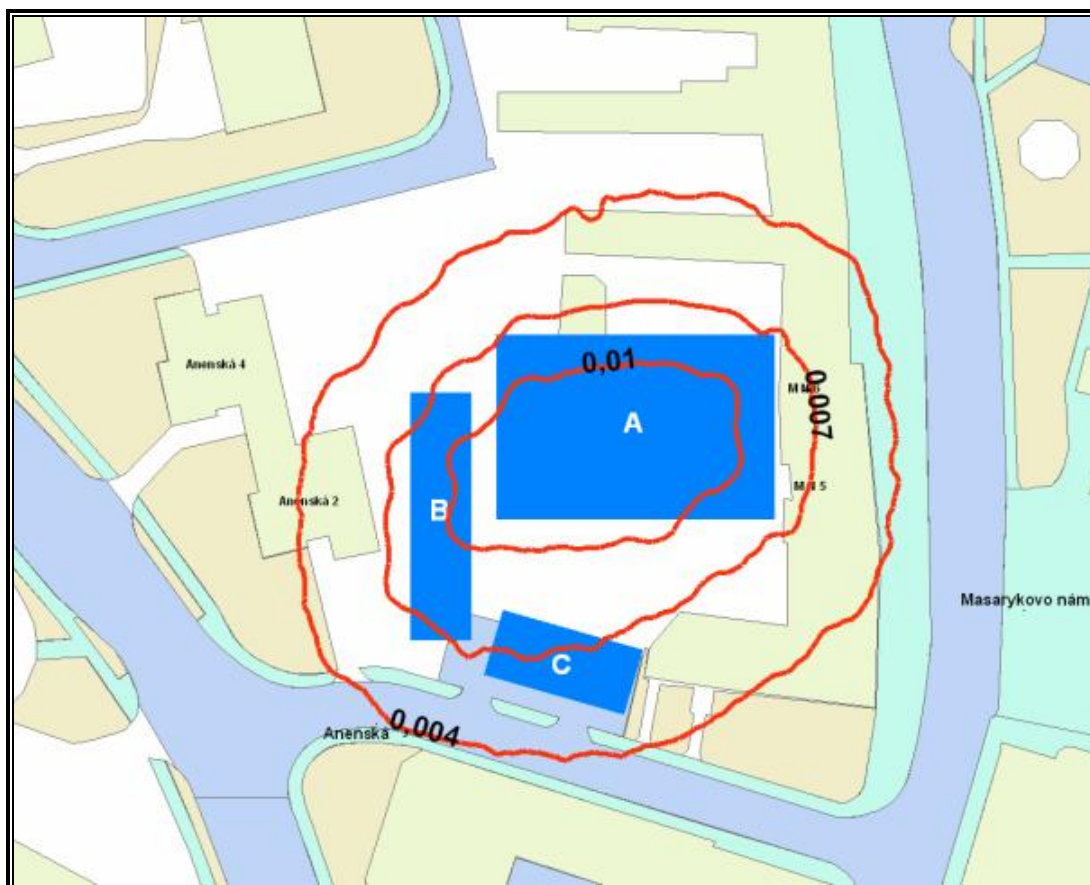 0,01
Anenská 4
0,007
A
Anenská 2
B
Masarykovo nám
C
Anenská
0,004